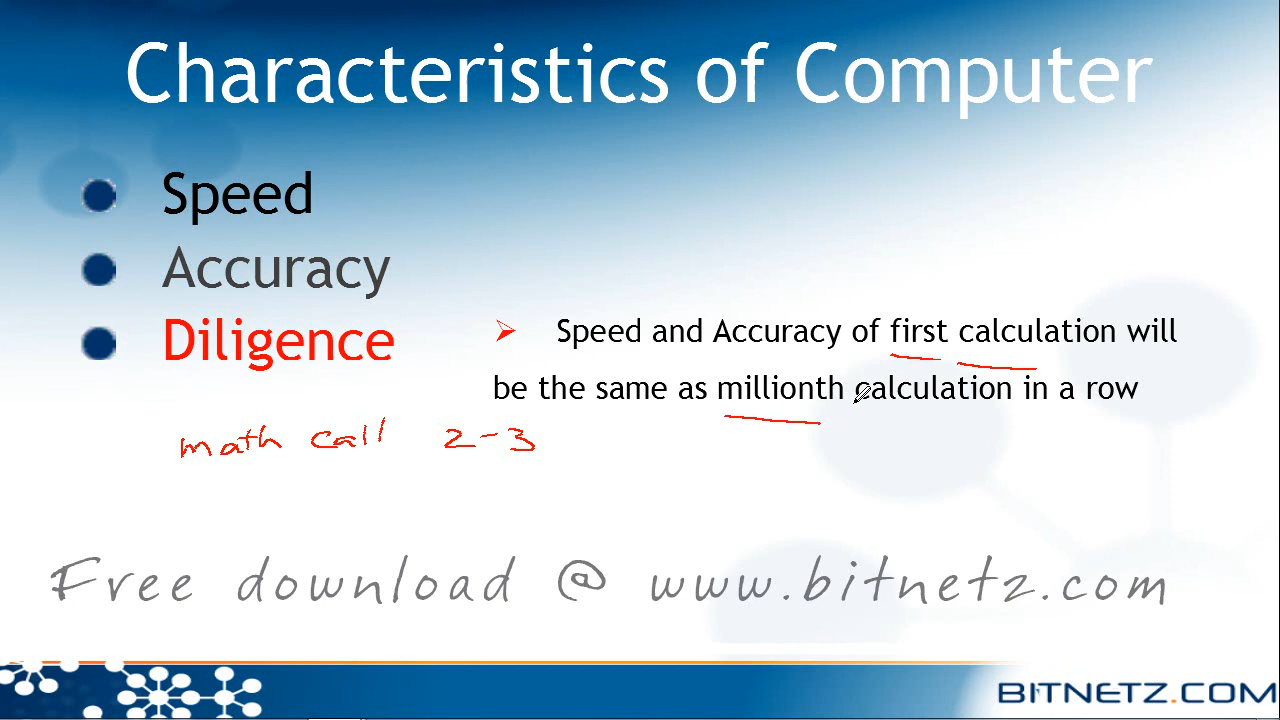 Characteristics of Computer
Speed
Accuracy
Diligence
Speed and Accuracy of first calculation will
be the same as millionth calculation in a row
math call 2-3
Free download @ www.bitnetz.com
BITNETZ.COM